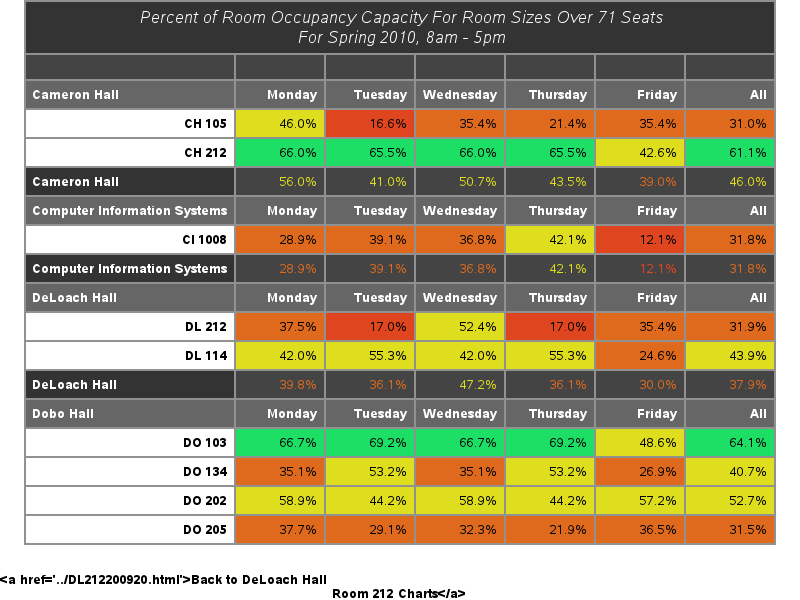 Percent of Room Occupancy Capacity For Room Sizes Over 71 Seats
For Spring 2010, 8am - 5pm
Cameron Hall Monday Tuesday Wednesday Thursday Friday All
CH 105 46.0% 16.6% 35.4% 21.4% 35.4% 31.0%
CH 212 66.0% 65.5% 66.0% 65.5% 42.6% 61.1%
Cameron Hall 56.0% 41.0% 50.7% 43.5% 39.0% 46.0%
Computer Information Systems Monday Tuesday Wednesday Thursday Friday All
CI 1008 28.9% 39.1% 36.8% 42.1% 12.1% 31.8%
Computer Information Systems 28.9% 39.1% 36.8% 42.1% 12.1% 31.8%
DeLoach Hall Monday Tuesday Wednesday Thursday Friday All
DL 212 37.5% 17.0% 52.4% 17.0% 35.4% 31.9%
DL 114 42.0% 55.3% 42.0% 55.3% 24.6% 43.9%
DeLoach Hall 39.8% 36.1% 47.2% 36.1% 30.0% 37.9%
Dobo Hall Monday Tuesday Wednesday Thursday Friday All
DO 103 66.7% 69.2% 66.7% 69.2% 48.6% 64.1%
DO 134 35.1% 53.2% 35.1% 53.2% 26.9% 40.7%
DO 202 58.9% 44.2% 58.9% 44.2% 57.2% 52.7%
DO 205 37.7% 29.1% 32.3% 21.9% 36.5% 31.5%
<a href='../DL212200920.html'>Back to DeLoach Hall
Room 212 Charts</a>